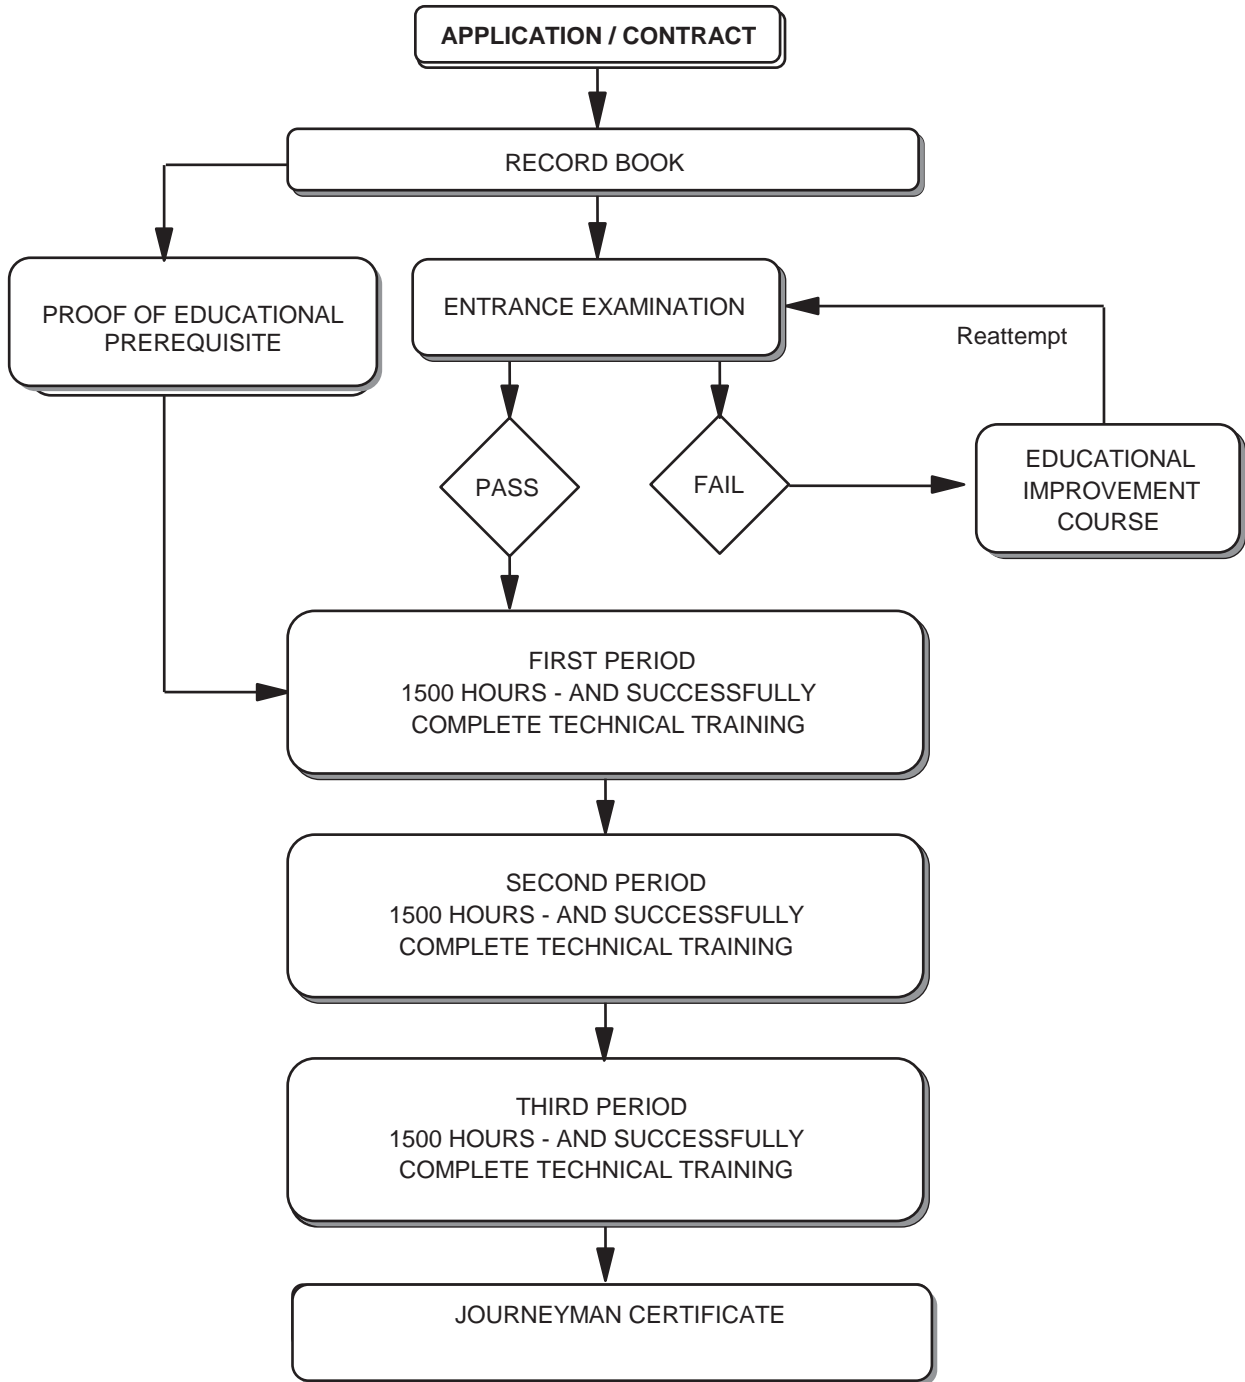 APPLICATION / CONTRACT
RECORD BOOK
PROOF OF EDUCATIONAL
PREREQUISITE
ENTRANCE EXAMINATION
Reattempt
PASS
FAIL
EDUCATIONAL
IMPROVEMENT
COURSE
FIRST PERIOD
1500 HOURS - AND SUCCESSFULLY
COMPLETE TECHNICAL TRAINING
SECOND PERIOD
1500 HOURS - AND SUCCESSFULLY
COMPLETE TECHNICAL TRAINING
THIRD PERIOD
1500 HOURS - AND SUCCESSFULLY
COMPLETE TECHNICAL TRAINING
JOURNEYMAN CERTIFICATE